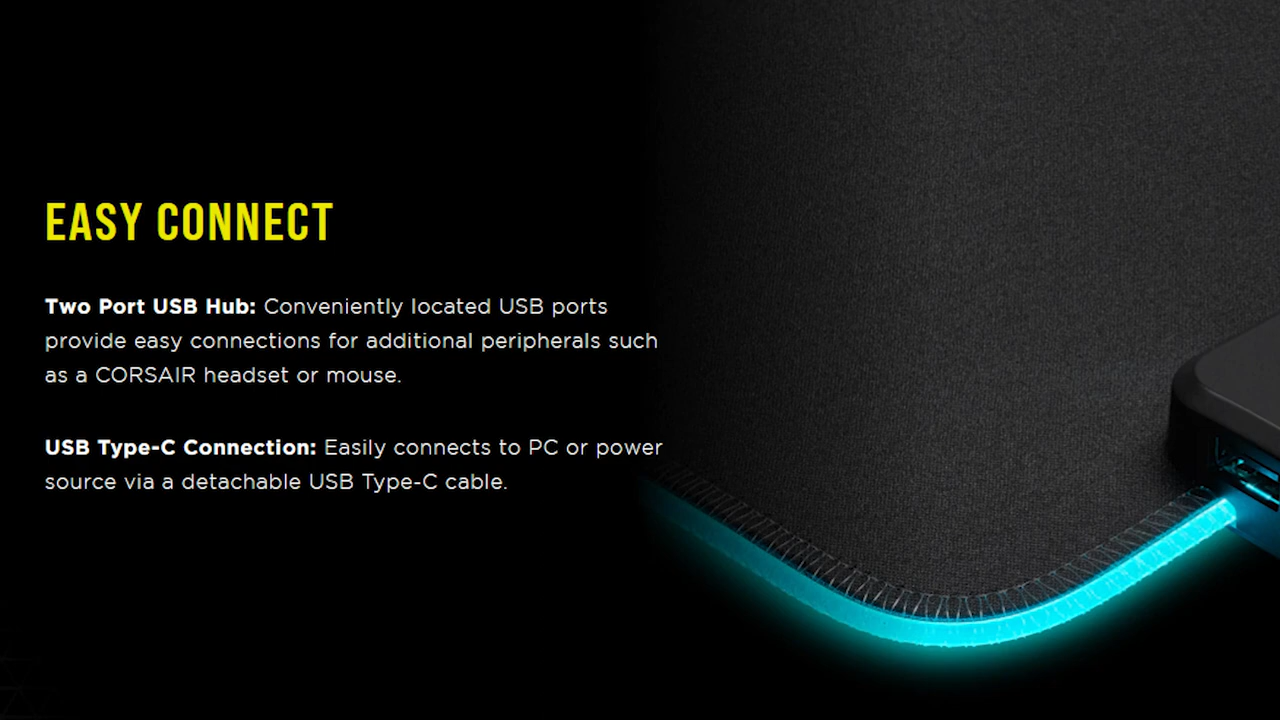 EASY CONNECT
Two Port USB Hub: Conveniently located USB ports
provide easy connections for additional peripherals such
as a CORSAIR headset or mouse.
USB Type-C Connection: Easily connects to PC or power
source via a detachable USB Type-C cable.